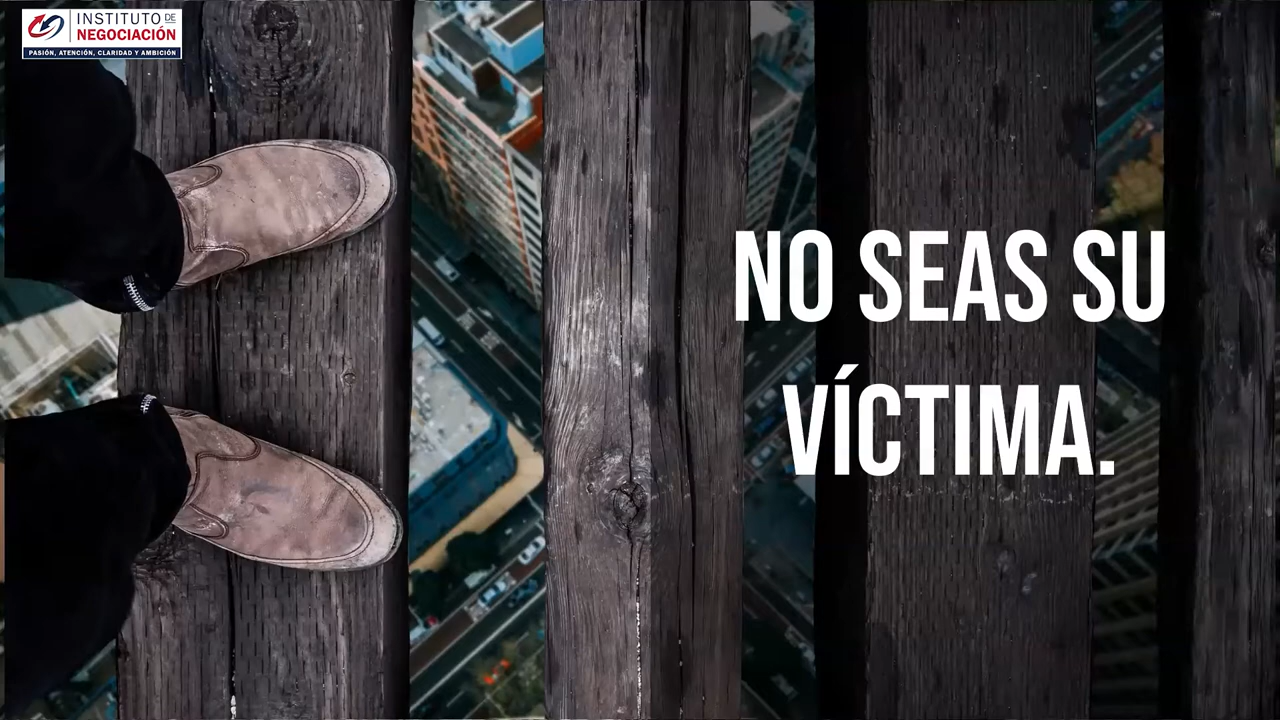 INSTITUTO DE
NEGOCIACIÓN
PASIÓN, ATENCIÓN, CLARIDAD Y AMBICIÓN
NO SEAS SU
VÍCTIMA.